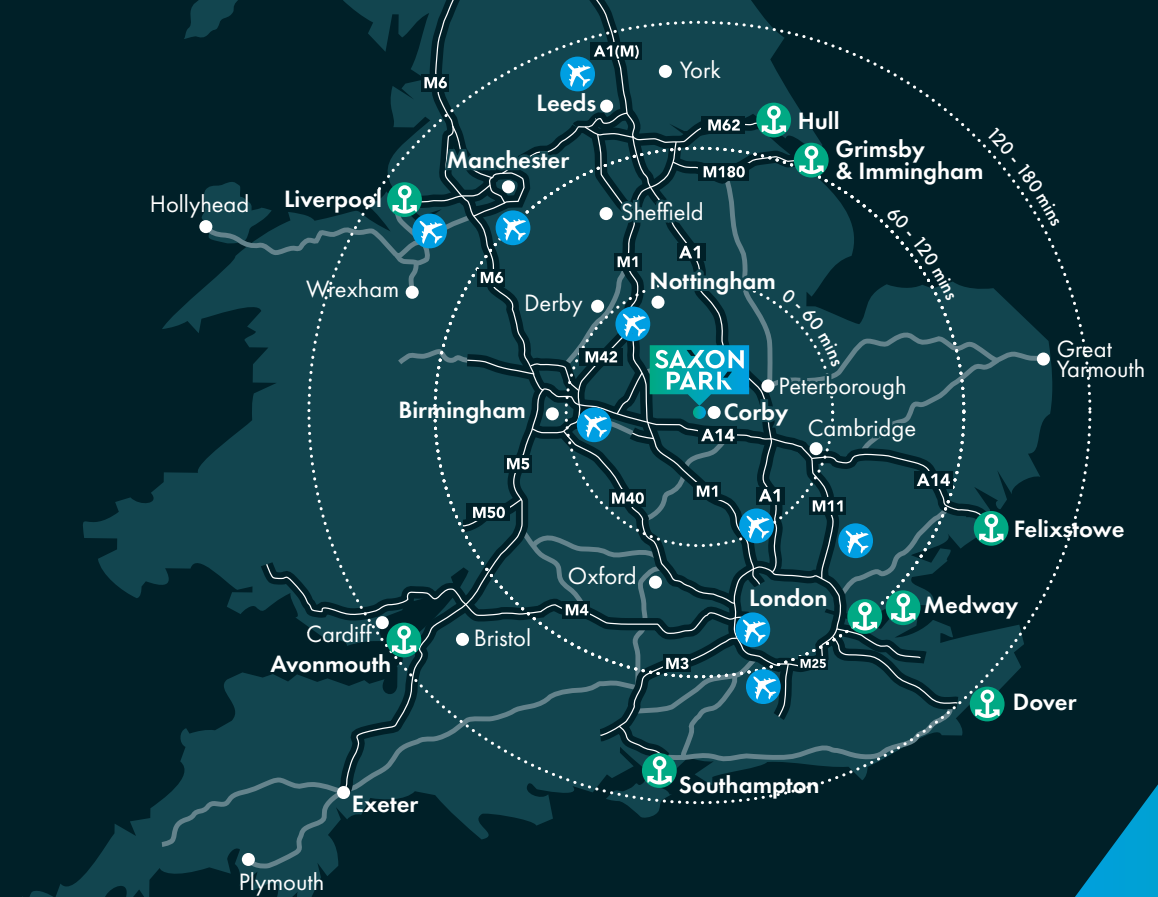 A1(M)
York
M6
Leeds
M62
Hull
Grimsby
& Immingham
120 - 180 mins
Manchester
M180
Liverpool
Hollyhead
Sheffield
60 - 120 mins
A1
M1
M6
Nottingham
Wrexham
Derby
0 - 60 mins
M42
SAXON
PARK
Great
Yarmouth
Peterborough
Birmingham
Corby
A14
Cambridge
M5
A14
M40
M1
A1
M11
M50
Felixstowe
Oxford
London
M4
Medway
Cardiff
Bristol
Avonmouth
M3
M25
Dover
Southampton
Exeter
Plymouth